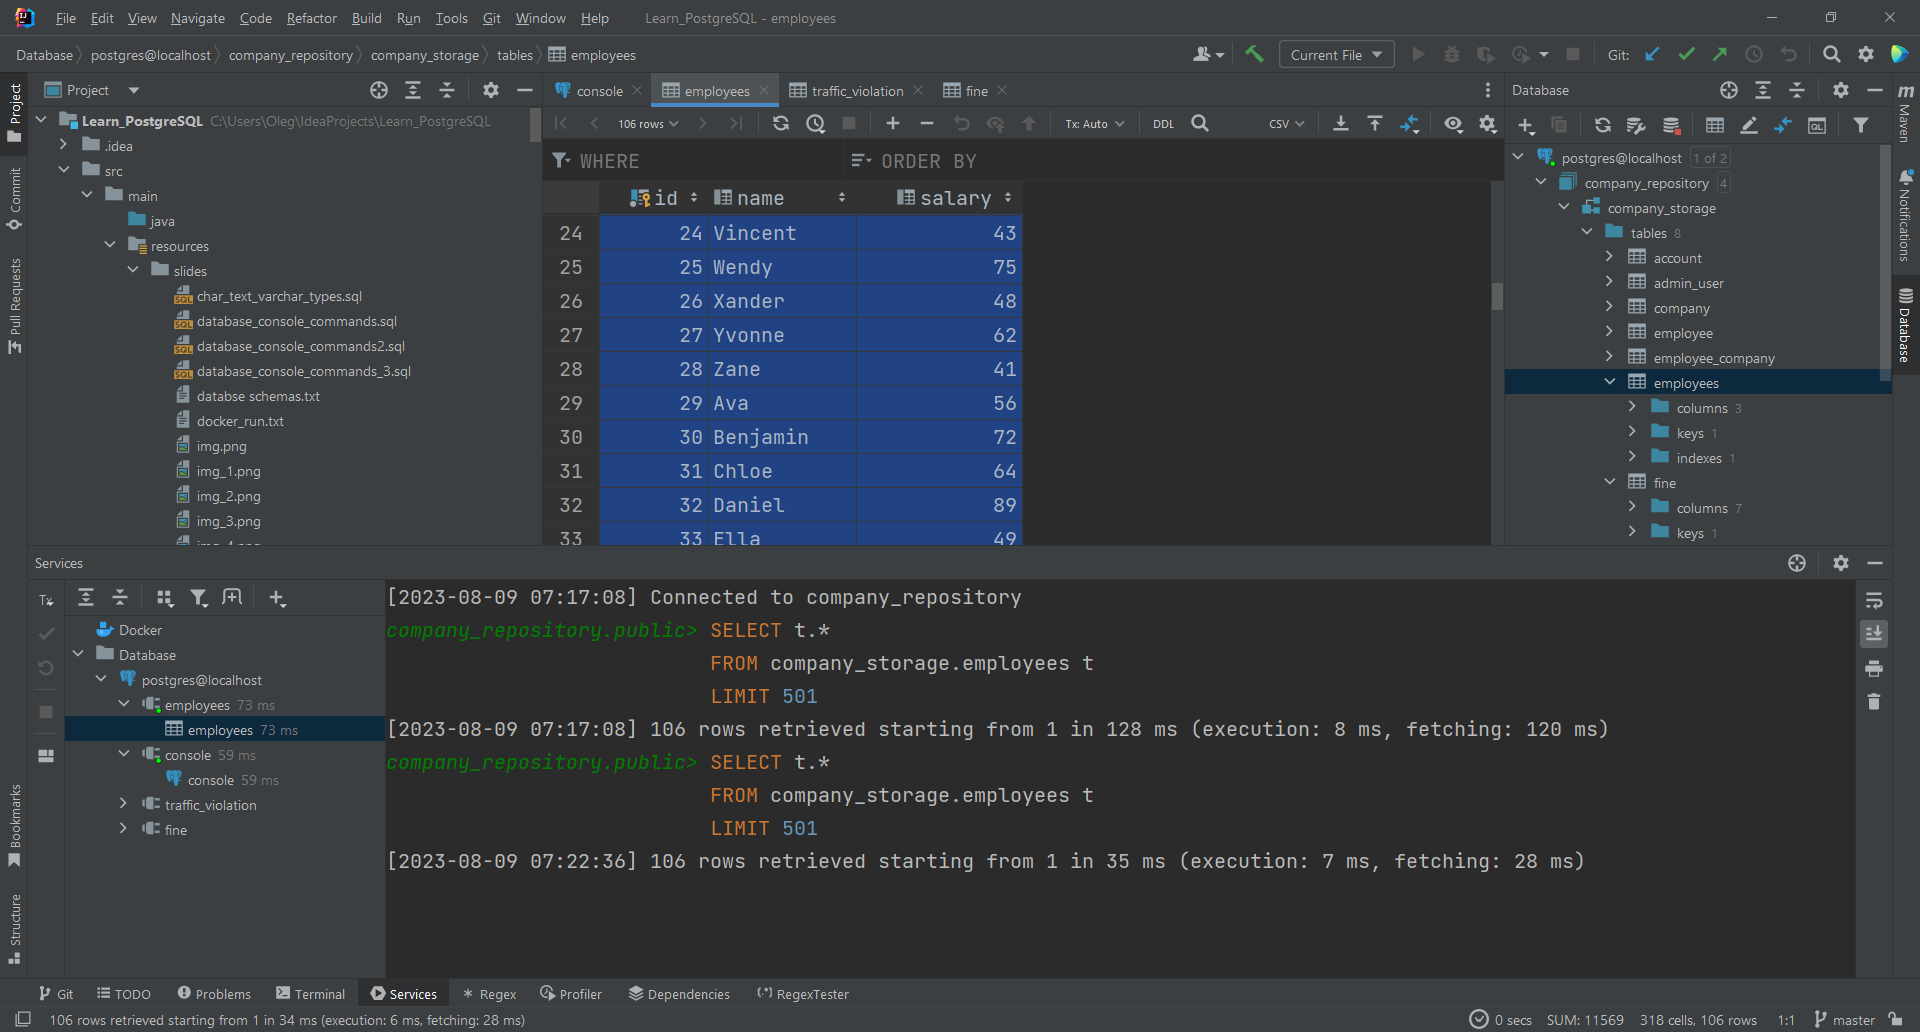 File Edit View Navigate Code Refactor Build Run Tools Git Window Help Learn_PostgreSQL - employees
Database postgres@localhost company_repository company_storage tables employees
Current File Git:
Project
Learn_PostgreSQL C:\Users\Oleg\IdeaProjects\Learn_PostgreSQL
.idea
src
main
java
resources
slides
char_text_varchar_types.sql
database_console_commands.sql
database_console_commands2.sql
database_console_commands_3.sql
databse schemas.txt
docker_run.txt
img.png
img_1.png
img_2.png
img_3.png
img_4.png
console employees traffic_violation fine
106 rows Tx: Auto DDL CSV
WHERE ORDER BY
id name salary
24 24 Vincent 43
25 25 Wendy 75
26 26 Xander 48
27 27 Yvonne 62
28 28 Zane 41
29 29 Ava 56
30 30 Benjamin 72
31 31 Chloe 64
32 32 Daniel 89
33 33 Ella 49
Database
QL
postgres@localhost 1 of 2
company_repository 4
company_storage
tables 8
account
admin_user
company
employee
employee_company
employees
columns 3
keys 1
indexes 1
fine
columns 7
keys 1
Project
Commit
Pull Requests
Bookmarks
Structure
m Maven
Notifications
Database
Services
Tx
Docker
Database
postgres@localhost
employees 73 ms
employees 73 ms
console 59 ms
console 59 ms
traffic_violation
fine
[2023-08-09 07:17:08] Connected to company_repository
company_repository.public> SELECT t.*
FROM company_storage.employees t
LIMIT 501
[2023-08-09 07:17:08] 106 rows retrieved starting from 1 in 128 ms (execution: 8 ms, fetching: 120 ms)
company_repository.public> SELECT t.*
FROM company_storage.employees t
LIMIT 501
[2023-08-09 07:22:36] 106 rows retrieved starting from 1 in 35 ms (execution: 7 ms, fetching: 28 ms)
Git TODO Problems Terminal Services Regex Profiler Dependencies RegexTester
106 rows retrieved starting from 1 in 34 ms (execution: 6 ms, fetching: 28 ms) 0 secs SUM: 11569 318 cells, 106 rows 1:1 master